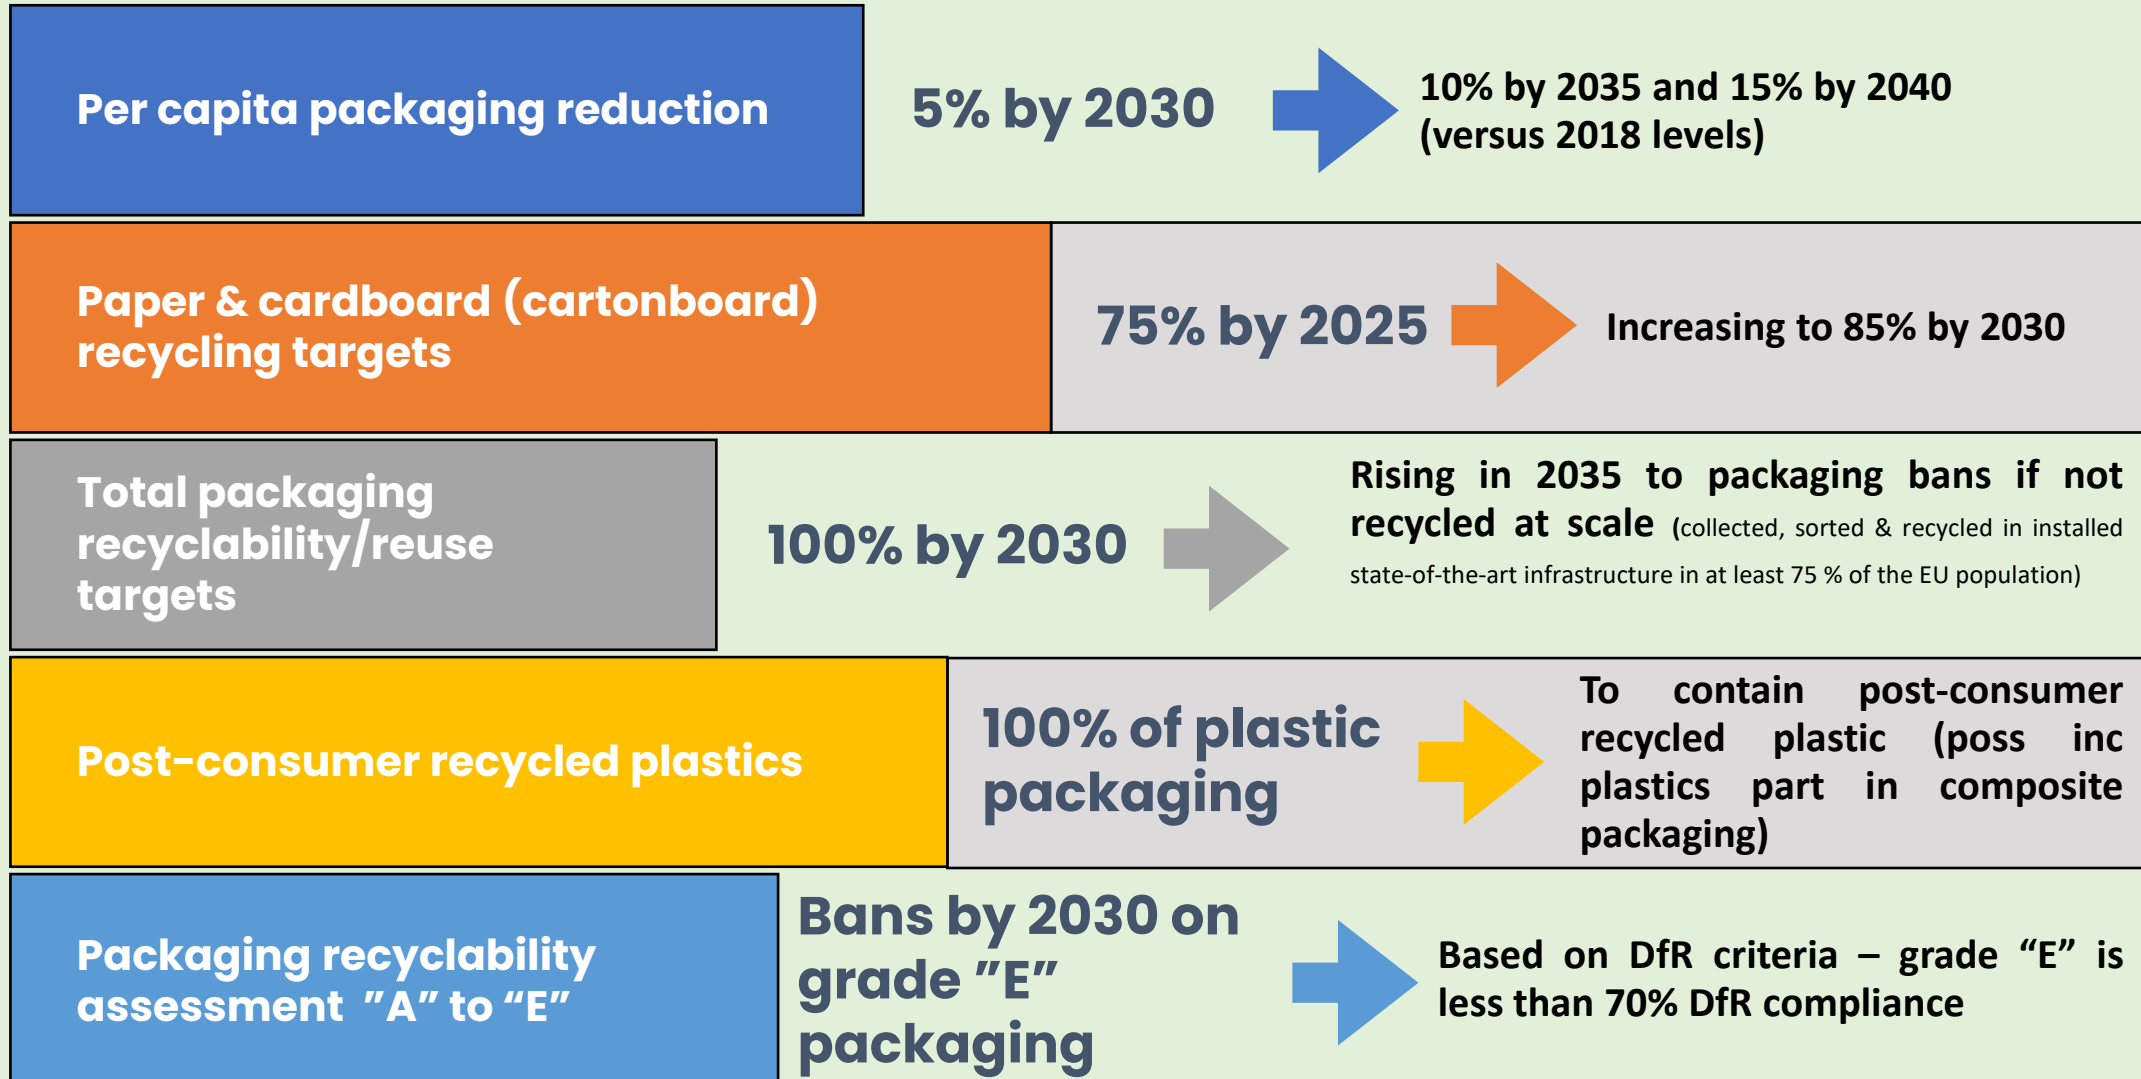 Per capita packaging reduction
5% by 2030
10% by 2035 and 15% by 2040
(versus 2018 levels)
Paper & cardboard (cartonboard)
recycling targets
75% by 2025
Increasing to 85% by 2030
Total packaging
recyclability/reuse
targets
100% by 2030
Rising in 2035 to packaging bans if not
recycled at scale (collected, sorted & recycled in installed
state-of-the-art infrastructure in at least 75 % of the EU population)
Post-consumer recycled plastics
100% of plastic
packaging
To contain post-consumer
recycled plastic (poss inc
plastics part in composite
packaging)
Packaging recyclability
assessment ”A” to “E”
Bans by 2030 on
grade ”E”
packaging
Based on DfR criteria – grade “E” is
less than 70% DfR compliance